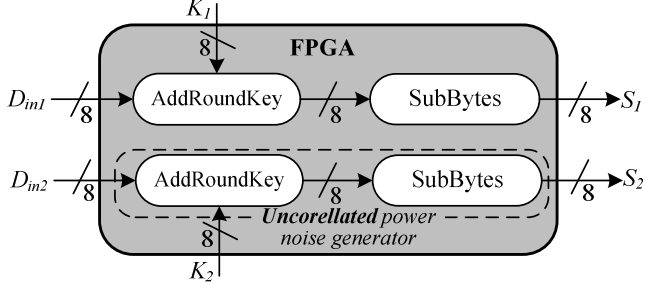 K1
8
FPGA
Din1
8
AddRoundKey
8
SubBytes
8
S1
Din2
8
AddRoundKey
8
SubBytes
8
S2
Uncorellated power
noise generator
8
K2